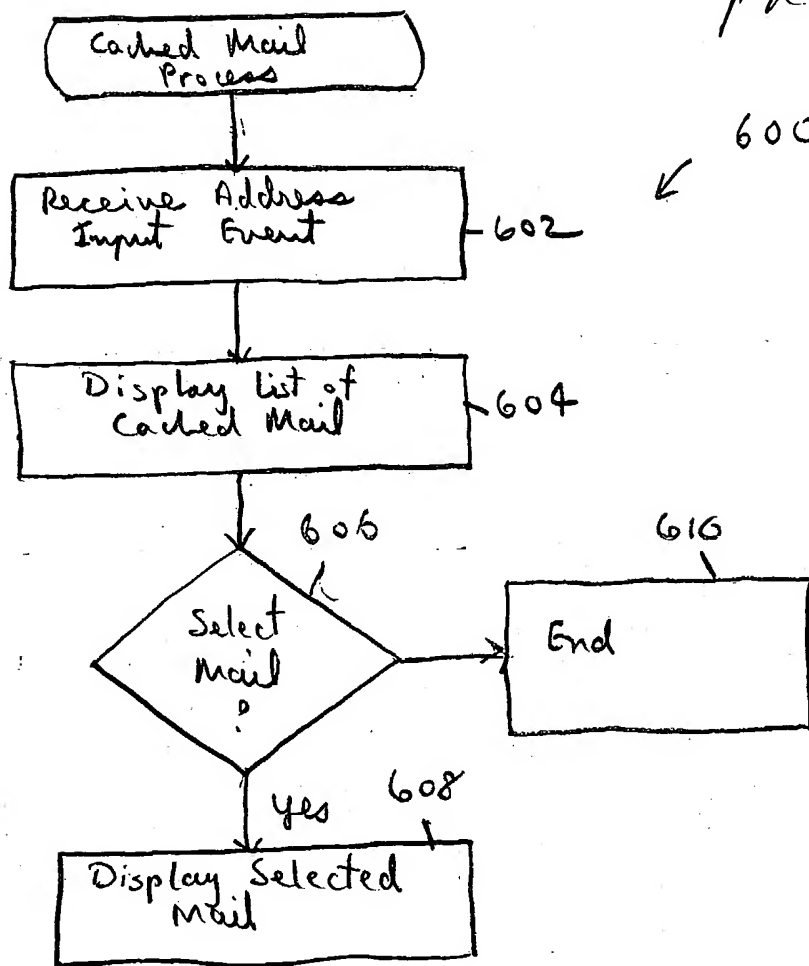 Cached Mail
Process
600
Receive Address
Input Event
602
Display List of
Cached Mail
604
606
610
Select
Mail
?
End
yes
608
Display Selected
Mail